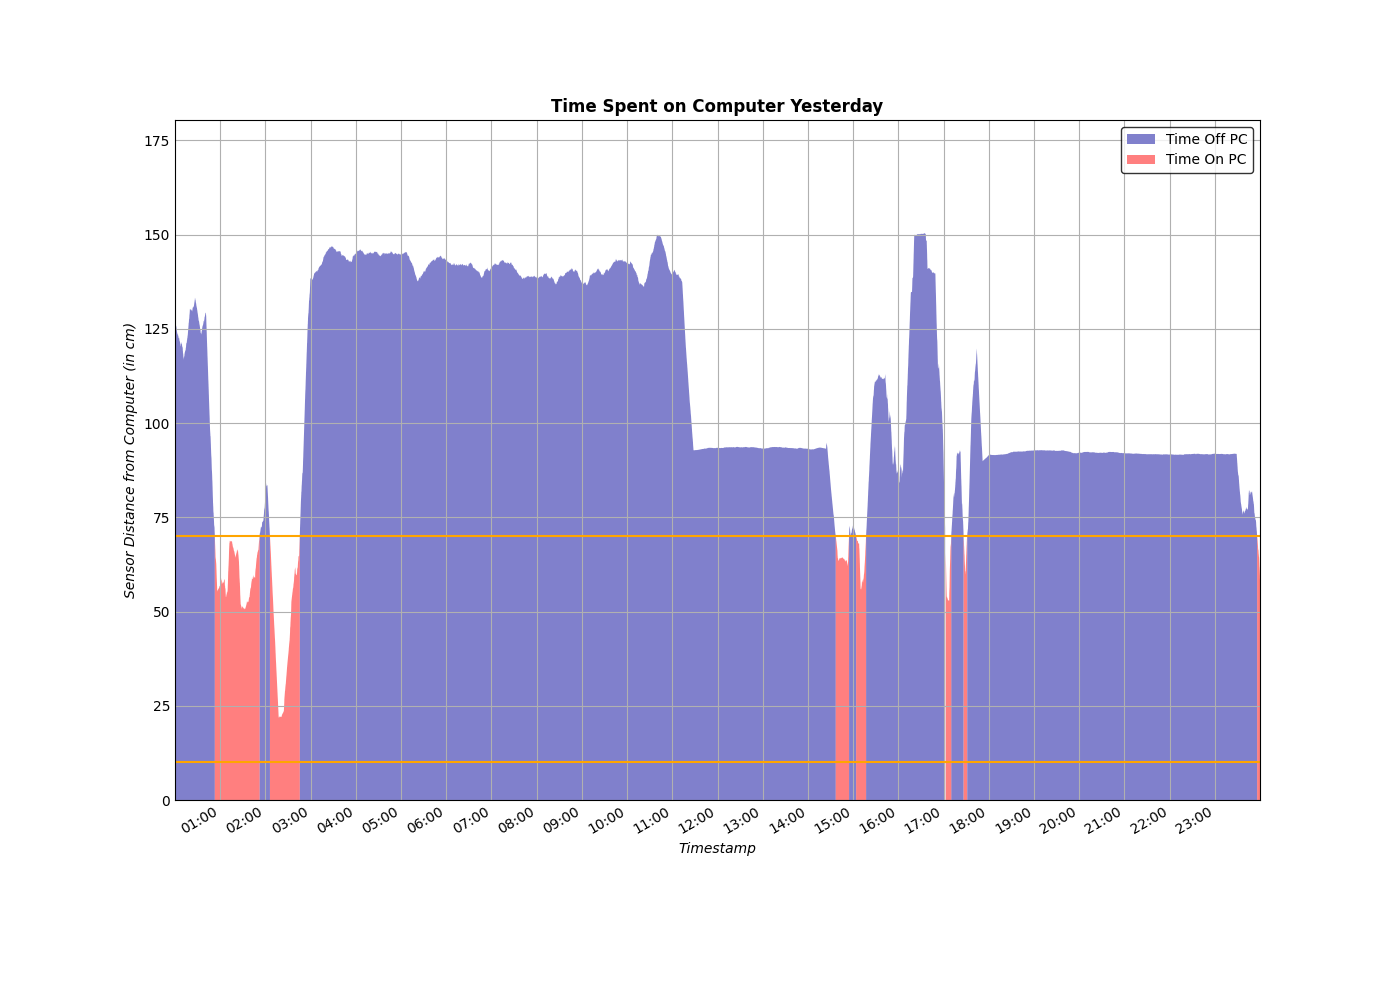 Time Spent on Computer Yesterday
Time Off PC
Time On PC
175
150
125
100
75
50
25
0
Sensor Distance from Computer (in cm)
01:00 02:00 03:00 04:00 05:00 06:00 07:00 08:00 09:00 10:00 11:00 12:00 13:00 14:00 15:00 16:00 17:00 18:00 19:00 20:00 21:00 22:00 23:00
Timestamp